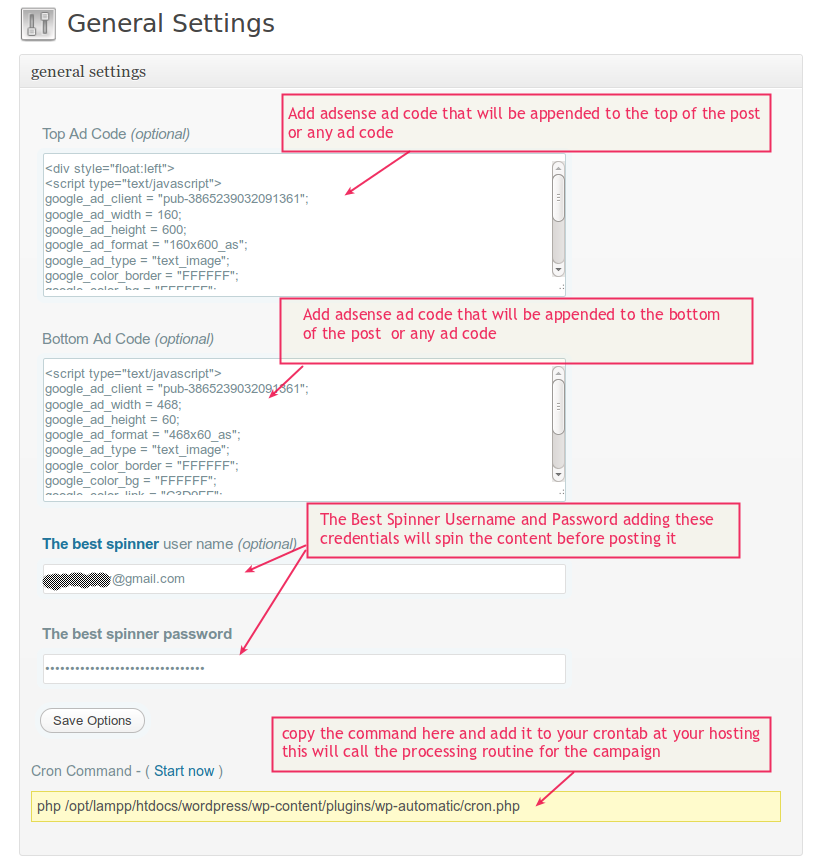 General Settings
general settings
Add adsense ad code that will be appended to the top of the post
or any ad code
Top Ad Code (optional)
<div style="float:left">
<script type="text/javascript">
google_ad_client = "pub-3865239032091361";
google_ad_width = 160;
google_ad_height = 600;
google_ad_format = "160x600_as";
google_ad_type = "text_image";
google_color_border = "FFFFFF";
google_color_bg = "FFFFFF";
Add adsense ad code that will be appended to the bottom
of the post or any ad code
Bottom Ad Code (optional)
<script type="text/javascript">
google_ad_client = "pub-3865239032091361";
google_ad_width = 468;
google_ad_height = 60;
google_ad_format = "468x60_as";
google_ad_type = "text_image";
google_color_border = "FFFFFF";
google_color_bg = "FFFFFF";
google_color_link =
The Best Spinner Username and Password adding these
credentials will spin the content before posting it
The best spinner user name (optional)
@gmail.com
The best spinner password
Save Options
copy the command here and add it to your crontab at your hosting
this will call the processing routine for the campaign
Cron Command - ( Start now )
php /opt/lampp/htdocs/wordpress/wp-content/plugins/wp-automatic/cron.php